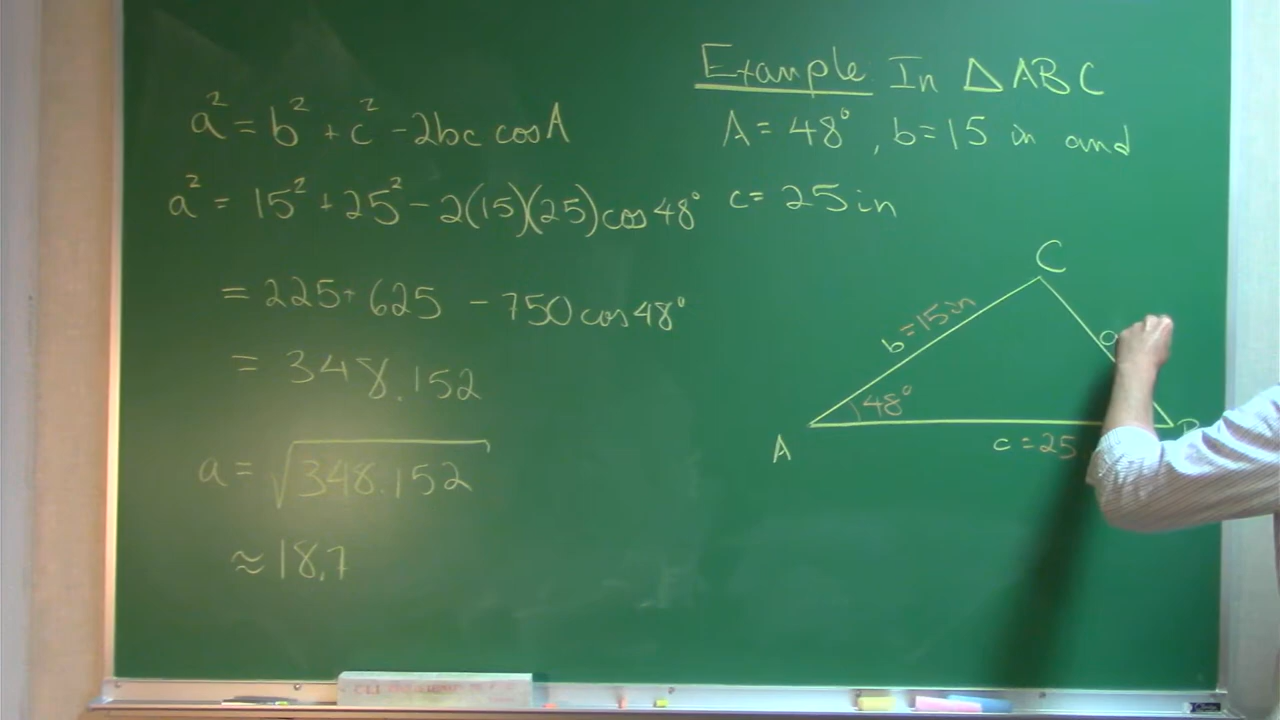 a² = b² + c² - 2bc cos A
a² = 15² + 25² - 2(15)(25) cos 48°
= 225 + 625 - 750 cos 48°
= 348.152
a = √348.152
≈ 18.7
Example: In △ABC
A = 48°, b = 15 in and
c = 25 in
C
b = 15 in
a
48°
A
c = 25